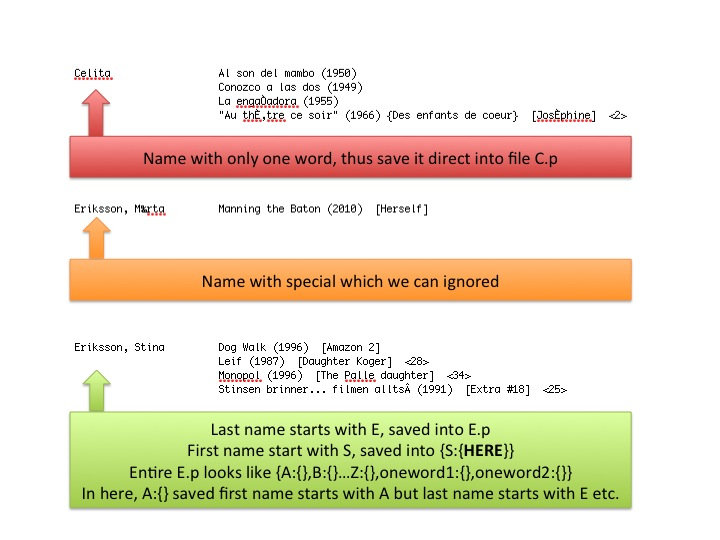 Celita Al son del mambo (1950)
Conozco a las dos (1949)
La engaÒadora (1955)
"Au thÈ‚tre ce soir" (1966) {Des enfants de coeur} [JosÈphine] <2>
Name with only one word, thus save it direct into file C.p
Eriksson, M‰rta Manning the Baton (2010) [Herself]
Name with special which we can ignored
Eriksson, Stina Dog Walk (1996) [Amazon 2]
Leif (1987) [Daughter Koger] <28>
Monopol (1996) [The Palle daughter] <34>
Stinsen brinner... filmen alltsÂ (1991) [Extra #18] <25>
Last name starts with E, saved into E.p
First name start with S, saved into {S:{HERE}}
Entire E.p looks like {A:{},B:{}…Z:{},oneword1:{},oneword2:{}}
In here, A:{} saved first name starts with A but last name starts with E etc.